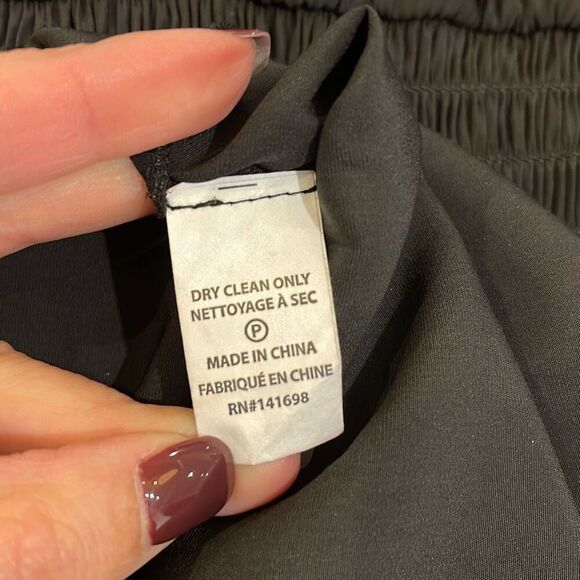 DRY CLEAN ONLY
NETTOYAGE À SEC
P
MADE IN CHINA
FABRIQUÉ EN CHINE
RN#141698